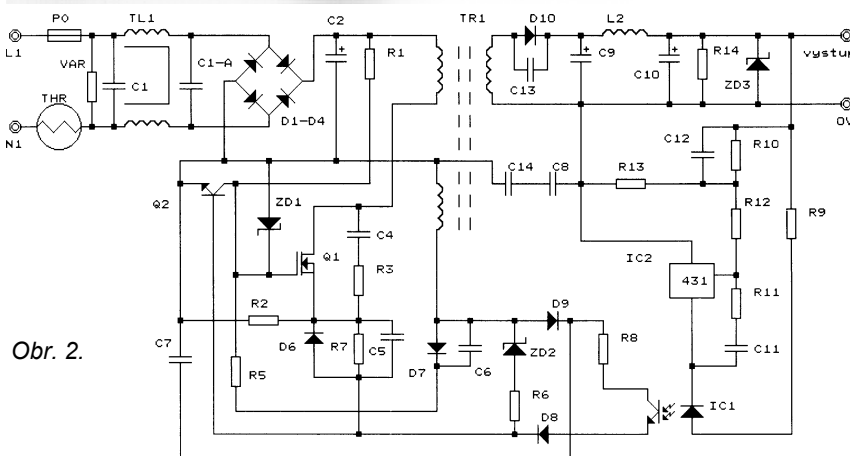 PO TL1 C2 TR1 D10 L2
L1 R1 C9 R14 vystup
VAR C1 C1-A C13 C10 ZD3
THR
N1 D1-D4 0V
C12 R10
C14 C8 R13
Q2 ZD1 R12 R9
C4
Q1 IC2
R3 431
R2 D9 R11
Obr. 2. C7 D6 R7 C5 ZD2 R8 C11
R5 D7 C6
R6 IC1
D8